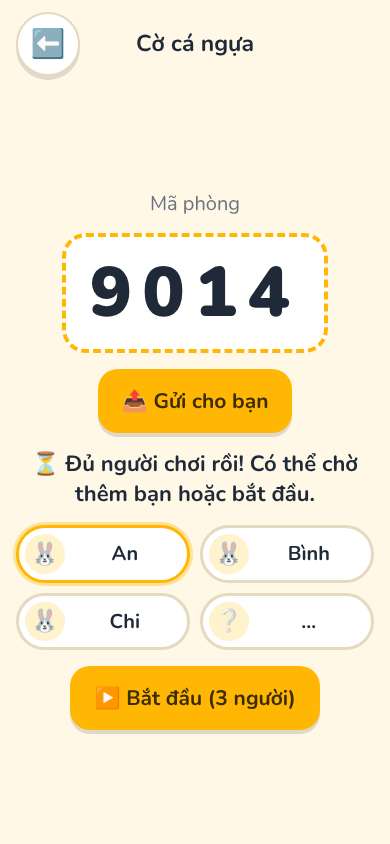 Cờ cá ngựa
Mã phòng
9014
Gửi cho bạn
Đủ người chơi rồi! Có thể chờ
thêm bạn hoặc bắt đầu.
An
Bình
Chi
...
Bắt đầu (3 người)